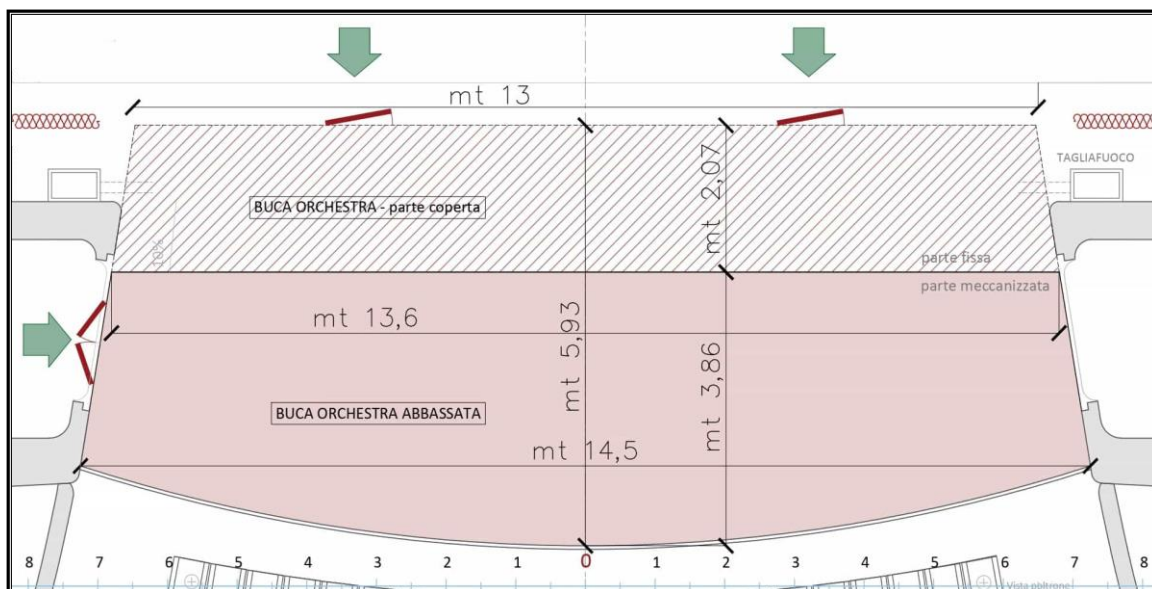 mt 13
TAGLIAFUOCO
mt 2,07
BUCA ORCHESTRA - parte coperta
10%
parte fissa
parte meccanizzata
mt 13,6
mt 5,93
mt 3,86
BUCA ORCHESTRA ABBASSATA
mt 14,5
8 7 6 5 4 3 2 1 0 1 2 3 4 5 6 7 8
Vista